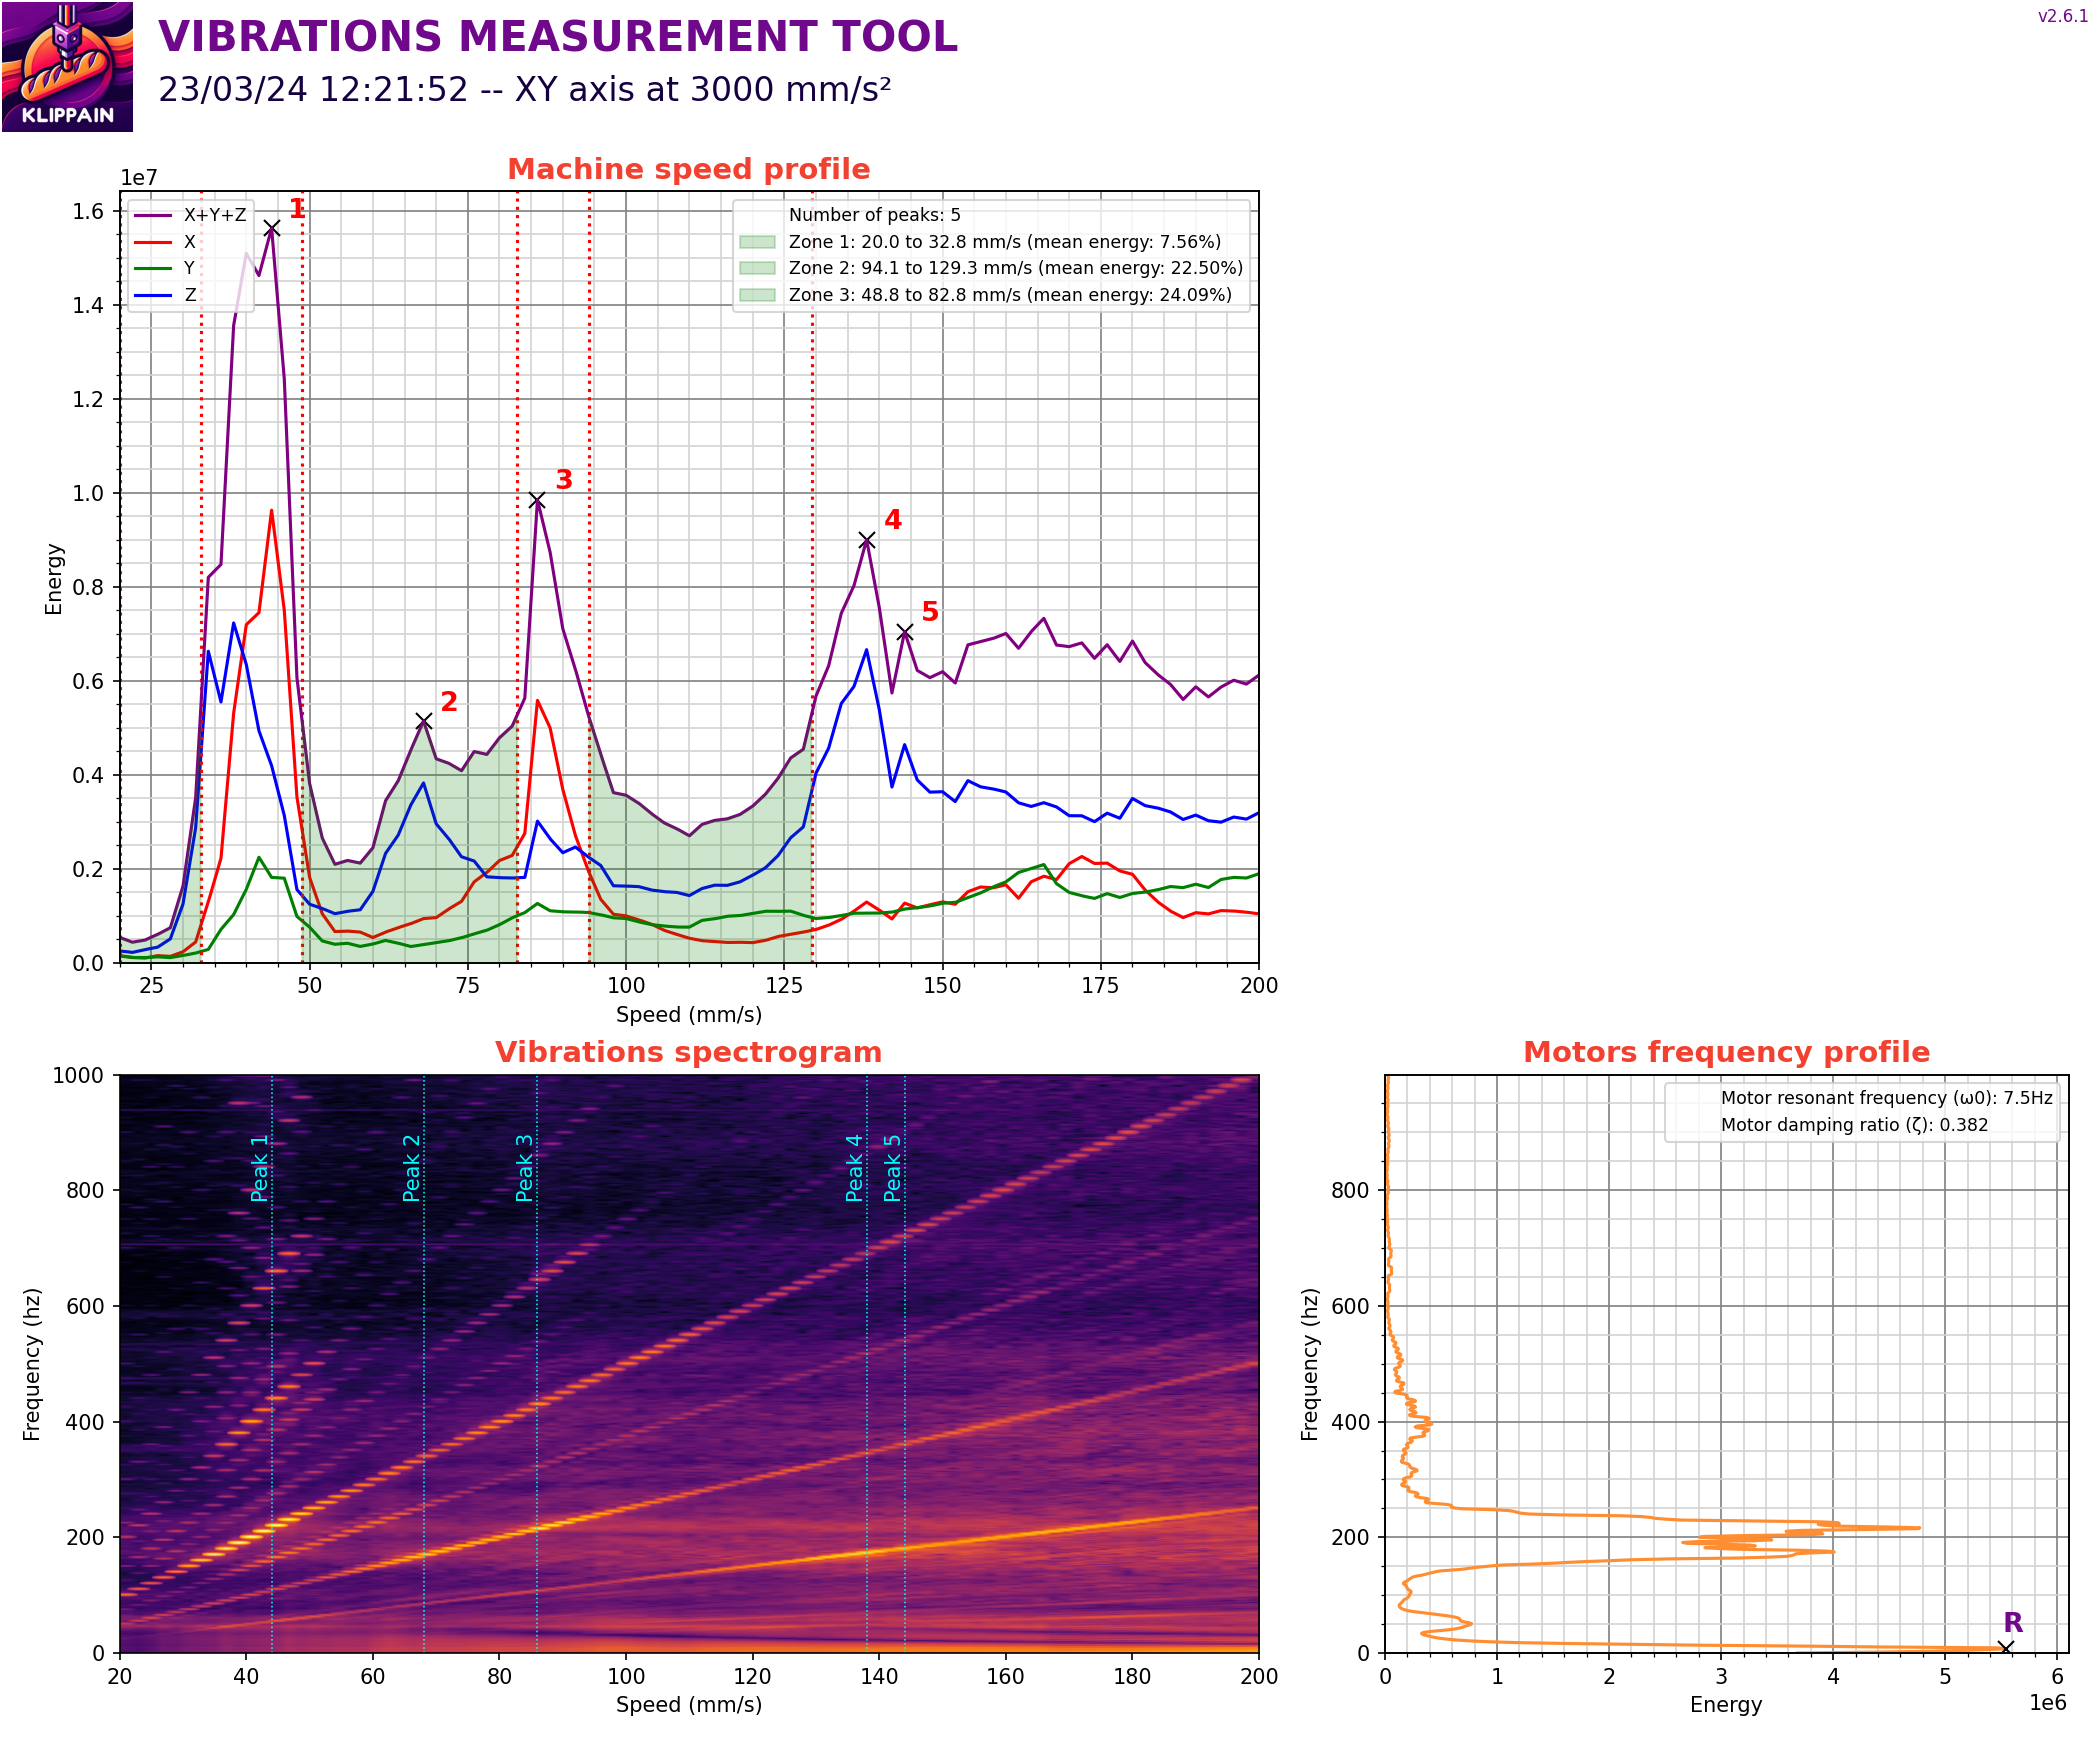 VIBRATIONS MEASUREMENT TOOL
v2.6.1
23/03/24 12:21:52 -- XY axis at 3000 mm/s²
KLIPPAIN
Machine speed profile
1e7
X+Y+Z
X
Y
Z
Number of peaks: 5
Zone 1: 20.0 to 32.8 mm/s (mean energy: 7.56%)
Zone 2: 94.1 to 129.3 mm/s (mean energy: 22.50%)
Zone 3: 48.8 to 82.8 mm/s (mean energy: 24.09%)
1
2
3
4
5
1.6
1.4
1.2
1.0
0.8
0.6
0.4
0.2
0.0
Energy
25 50 75 100 125 150 175 200
Speed (mm/s)
Vibrations spectrogram
1000
800
600
400
200
0
Frequency (hz)
Peak 1
Peak 2
Peak 3
Peak 4
Peak 5
20 40 60 80 100 120 140 160 180 200
Speed (mm/s)
Motors frequency profile
Motor resonant frequency (ω0): 7.5Hz
Motor damping ratio (ζ): 0.382
800
600
400
200
0
Frequency (hz)
R
0 1 2 3 4 5 6
Energy
1e6